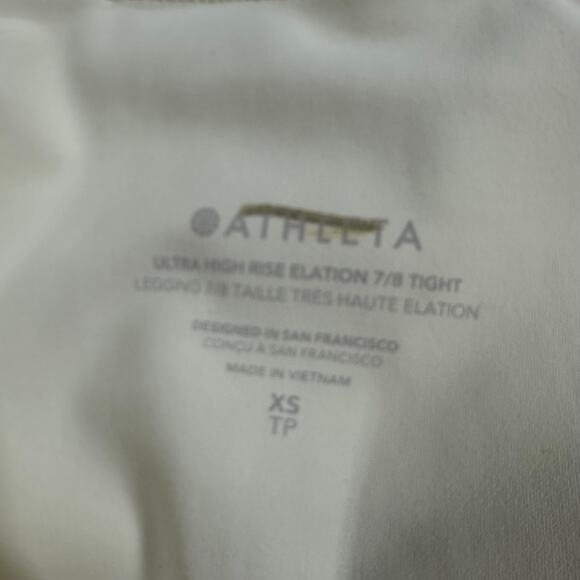 ATHLETA
ULTRA HIGH RISE ELATION 7/8 TIGHT
LEGGING 7/8 TAILLE TRÈS HAUTE ELATION
DESIGNED IN SAN FRANCISCO
CONÇU À SAN FRANCISCO
MADE IN VIETNAM
XS
TP